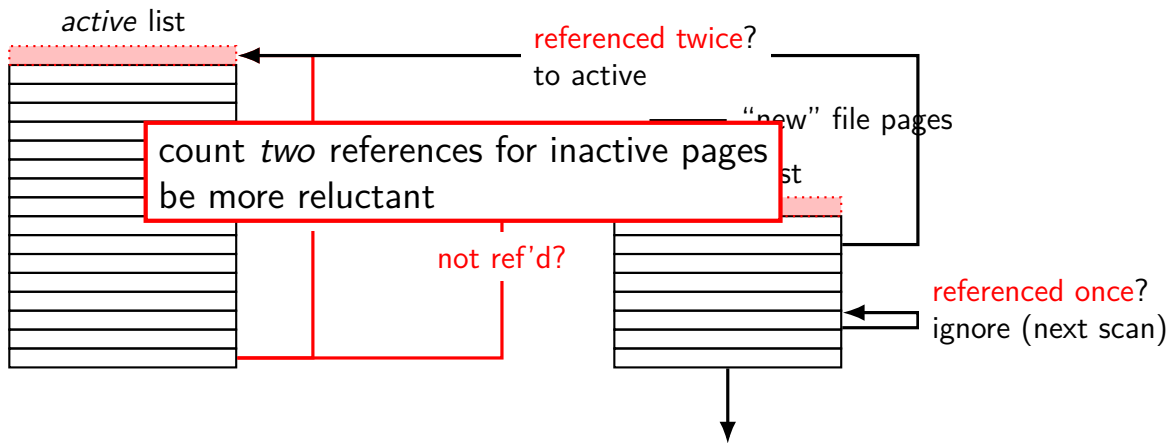 active list
referenced twice?
to active
“new” file pages
count two references for inactive pages
be more reluctant
not ref'd?
referenced once?
ignore (next scan)